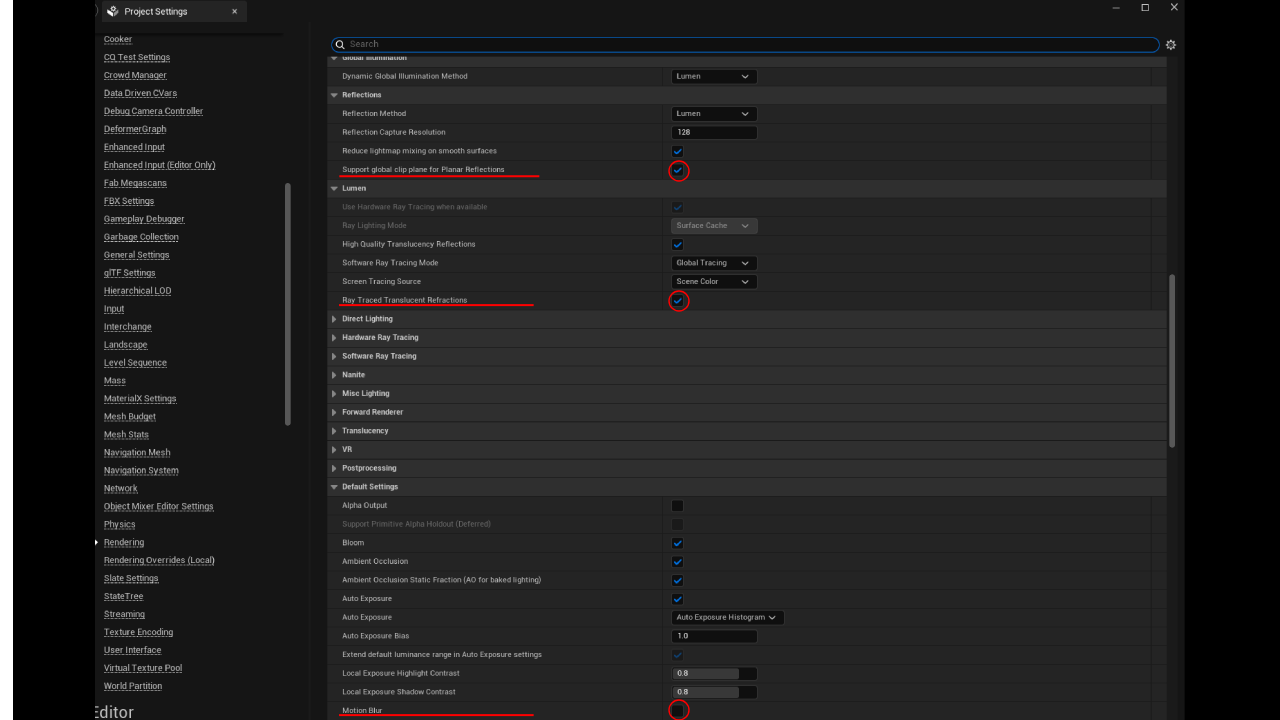 Project Settings
Cooker
CQ Test Settings
Crowd Manager
Data Driven CVars
Debug Camera Controller
DeformerGraph
Enhanced Input
Enhanced Input (Editor Only)
Fab Megascans
FBX Settings
Gameplay Debugger
Garbage Collection
General Settings
glTF Settings
Hierarchical LOD
Input
Interchange
Landscape
Level Sequence
Mass
MaterialX Settings
Mesh Budget
Mesh Stats
Navigation Mesh
Navigation System
Network
Object Mixer Editor Settings
Physics
Rendering
Rendering Overrides (Local)
Slate Settings
StateTree
Streaming
Texture Encoding
User Interface
Virtual Texture Pool
World Partition
Editor
Search
Global Illumination
Dynamic Global Illumination Method Lumen
Reflections
Reflection Method Lumen
Reflection Capture Resolution 128
Reduce lightmap mixing on smooth surfaces
Support global clip plane for Planar Reflections
Lumen
Use Hardware Ray Tracing when available
Ray Lighting Mode Surface Cache
High Quality Translucency Reflections
Software Ray Tracing Mode Global Tracing
Screen Tracing Source Scene Color
Ray Traced Translucent Refractions
Direct Lighting
Hardware Ray Tracing
Software Ray Tracing
Nanite
Misc Lighting
Forward Renderer
Translucency
VR
Postprocessing
Default Settings
Alpha Output
Support Primitive Alpha Holdout (Deferred)
Bloom
Ambient Occlusion
Ambient Occlusion Static Fraction (AO for baked lighting)
Auto Exposure
Auto Exposure Auto Exposure Histogram
Auto Exposure Bias 1.0
Extend default luminance range in Auto Exposure settings
Local Exposure Highlight Contrast 0.8
Local Exposure Shadow Contrast 0.8
Motion Blur